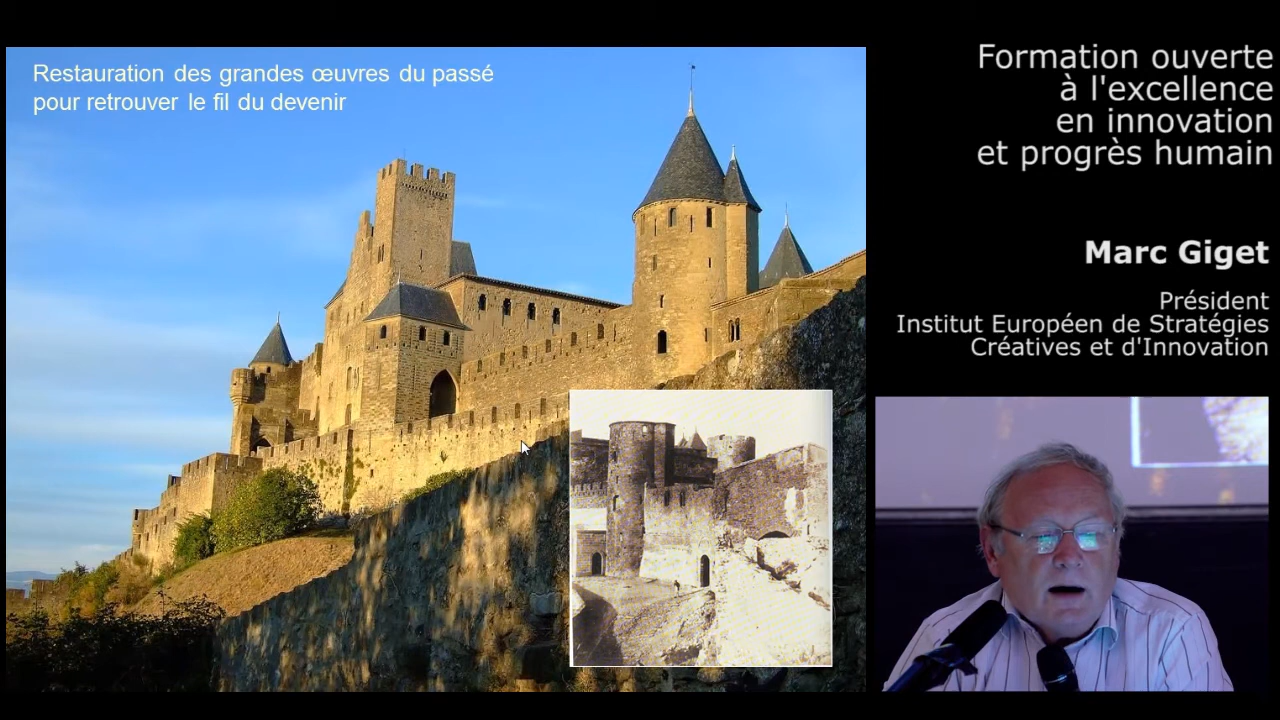 Restauration des grandes œuvres du passé
pour retrouver le fil du devenir
Formation ouverte
à l'excellence
en innovation
et progrès humain
Marc Giget
Président
Institut Européen de Stratégies
Créatives et d'Innovation